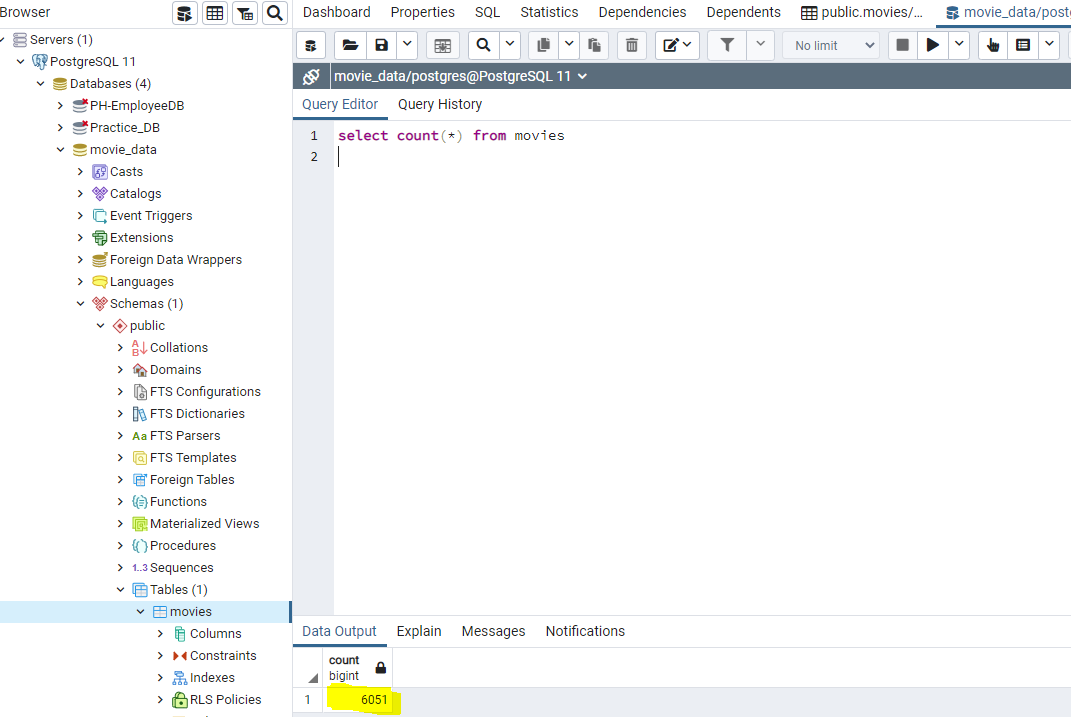 Browser
Dashboard Properties SQL Statistics Dependencies Dependents public.movies/... movie_data/post
Servers (1)
PostgreSQL 11
Databases (4)
PH-EmployeeDB
Practice_DB
movie_data
Casts
Catalogs
Event Triggers
Extensions
Foreign Data Wrappers
Languages
Schemas (1)
public
Collations
Domains
FTS Configurations
FTS Dictionaries
Aa FTS Parsers
FTS Templates
Foreign Tables
Functions
Materialized Views
Procedures
1..3 Sequences
Tables (1)
movies
Columns
Constraints
Indexes
RLS Policies
No limit
movie_data/postgres@PostgreSQL 11
Query Editor Query History
1 select count(*) from movies
2
Data Output Explain Messages Notifications
count
bigint
1 6051